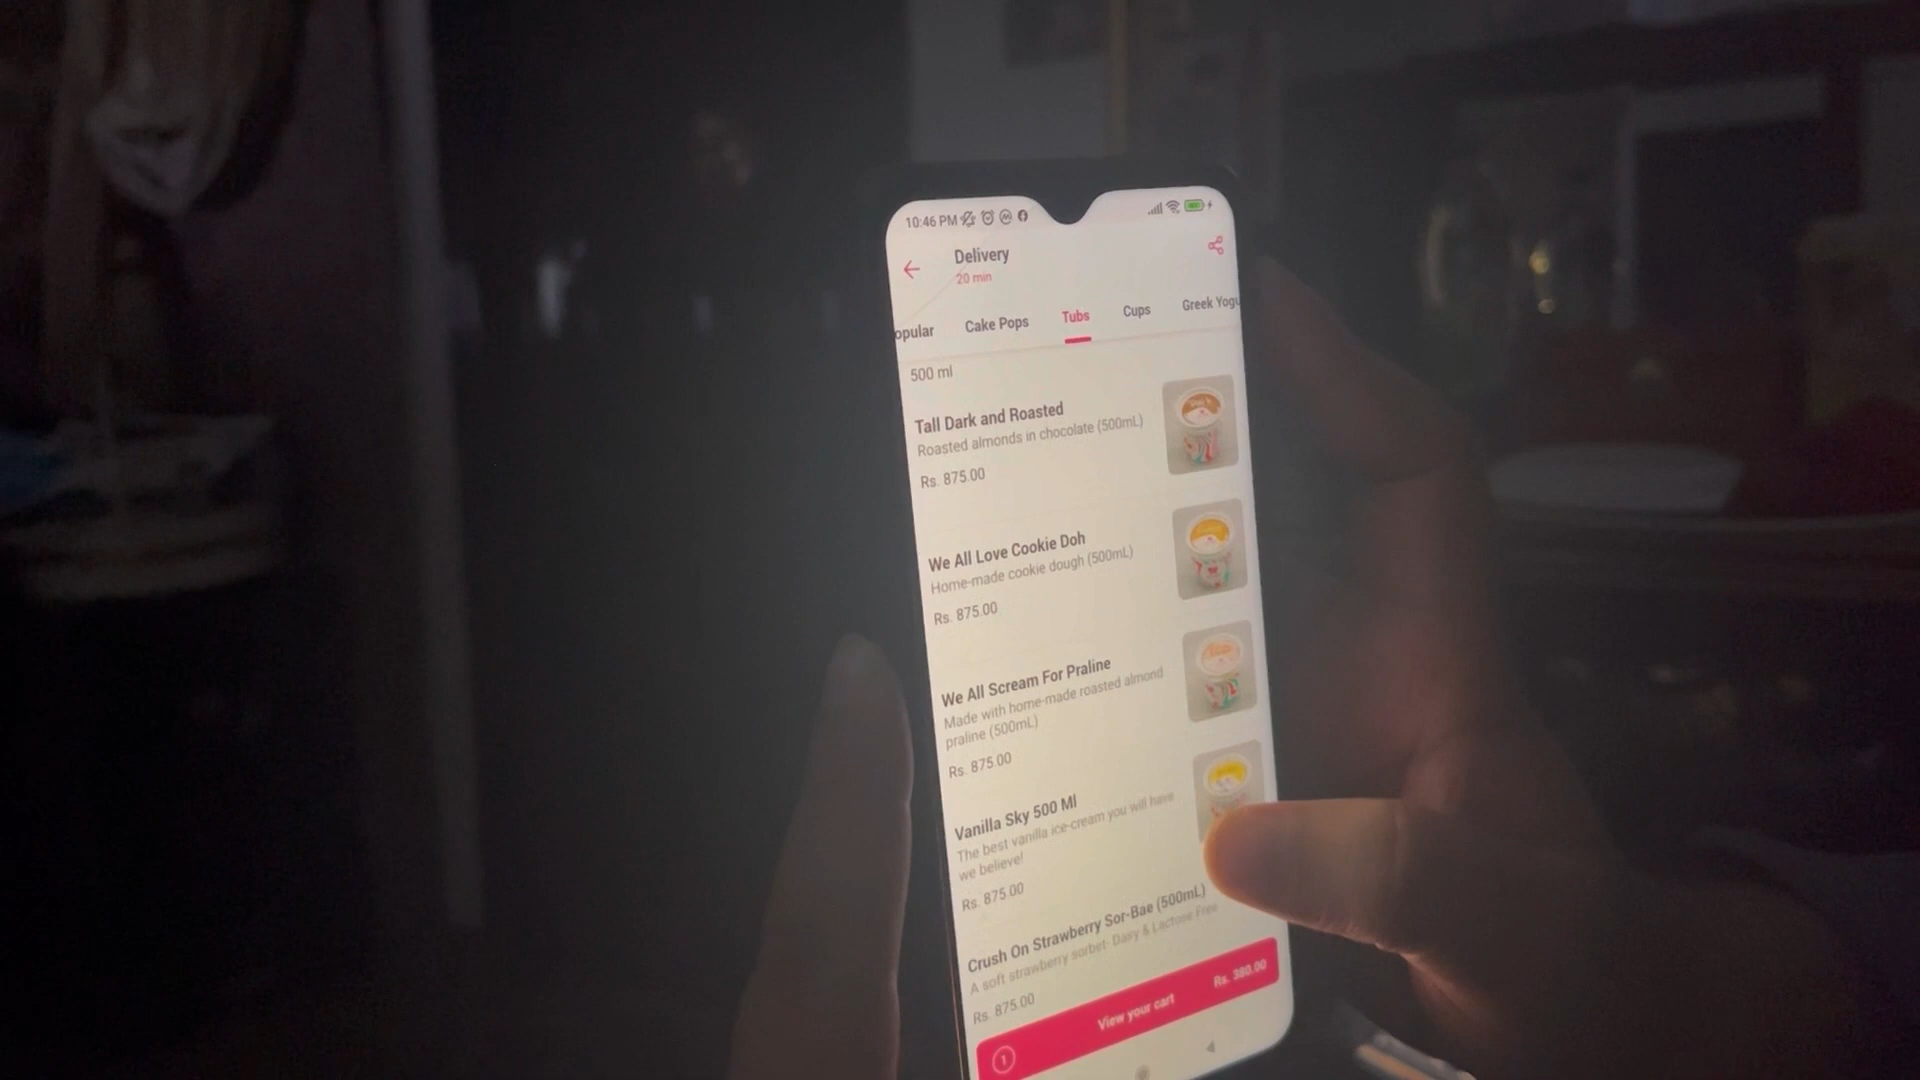 10:46 PM
Delivery
20 min
opular Cake Pops Tubs Cups Greek Yogu
500 ml
Tall Dark and Roasted
Roasted almonds in chocolate (500mL)
Rs. 875.00
We All Love Cookie Doh
Home-made cookie dough (500mL)
Rs. 875.00
We All Scream For Praline
Made with home-made roasted almond
praline (500mL)
Rs. 875.00
Vanilla Sky 500 Ml
The best vanilla ice-cream you will have
we believe!
Rs. 875.00
Crush On Strawberry Sor-Bae (500mL)
A soft strawberry sorbet- Dairy & Lactose Free
Rs. 875.00
1 View your cart Rs. 380.00